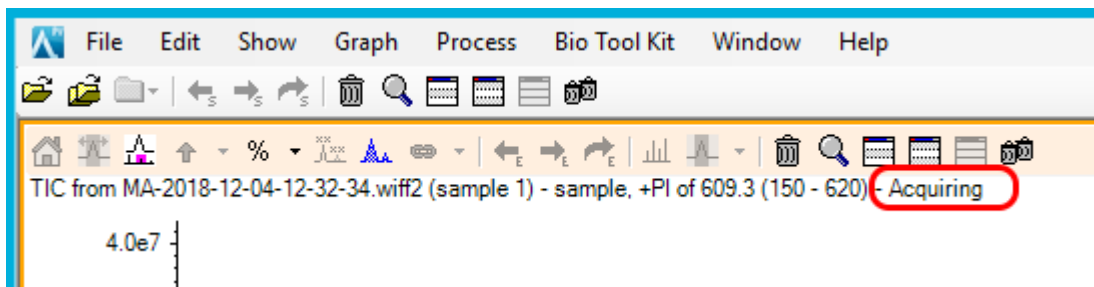 File Edit Show Graph Process Bio Tool Kit Window Help
S S S
% E E E
TIC from MA-2018-12-04-12-32-34.wiff2 (sample 1) - sample, +PI of 609.3 (150 - 620) - Acquiring
4.0e7